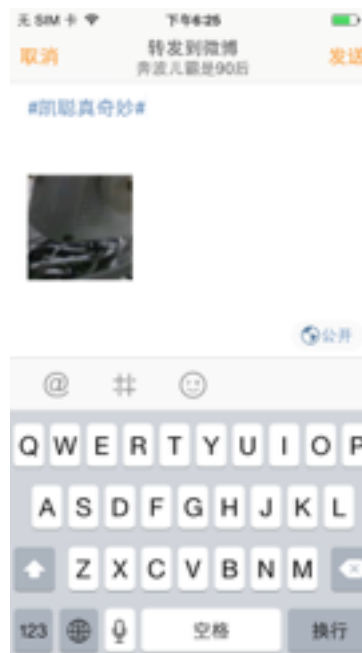 无 SIM 卡 下午6:25
取消 转发到微博 发送
奔波儿霸是90后
#凯聪真奇妙#
公开
@ #
Q W E R T Y U I O P
A S D F G H J K L
Z X C V B N M
123 空格 换行